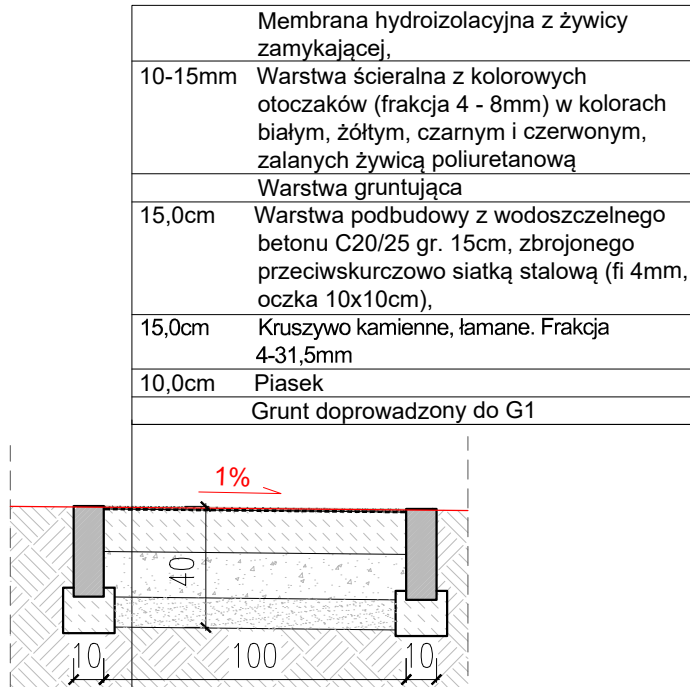 Membrana hydroizolacyjna z żywicy
zamykającej,
10-15mm Warstwa ścieralna z kolorowych
otoczaków (frakcja 4 - 8mm) w kolorach
białym, żółtym, czarnym i czerwonym,
zalanych żywicą poliuretanową
Warstwa gruntująca
15,0cm Warstwa podbudowy z wodoszczelnego
betonu C20/25 gr. 15cm, zbrojonego
przeciwskurczowo siatką stalową (fi 4mm,
oczka 10x10cm),
15,0cm Kruszywo kamienne, łamane. Frakcja
4-31,5mm
10,0cm Piasek
Grunt doprowadzony do G1
1%
40
10 100 10